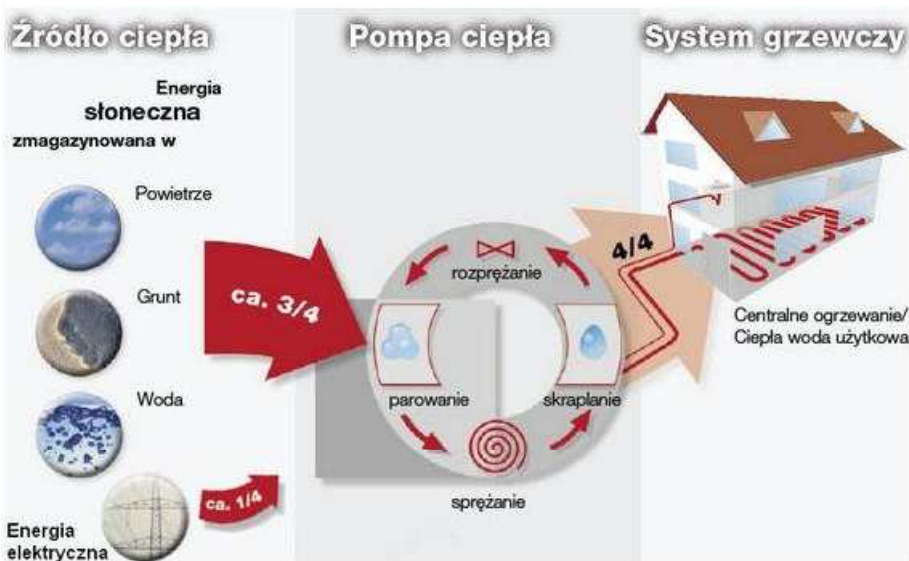 Źródło ciepła
Pompa ciepła
System grzewczy
Energia
słoneczna
zmagazynowana w
Powietrze
Grunt
Woda
Energia
elektryczna
ca. 3/4
ca. 1/4
rozprężanie
parowanie
skraplanie
sprężanie
4/4
Centralne ogrzewanie/
Ciepła woda użytkowa